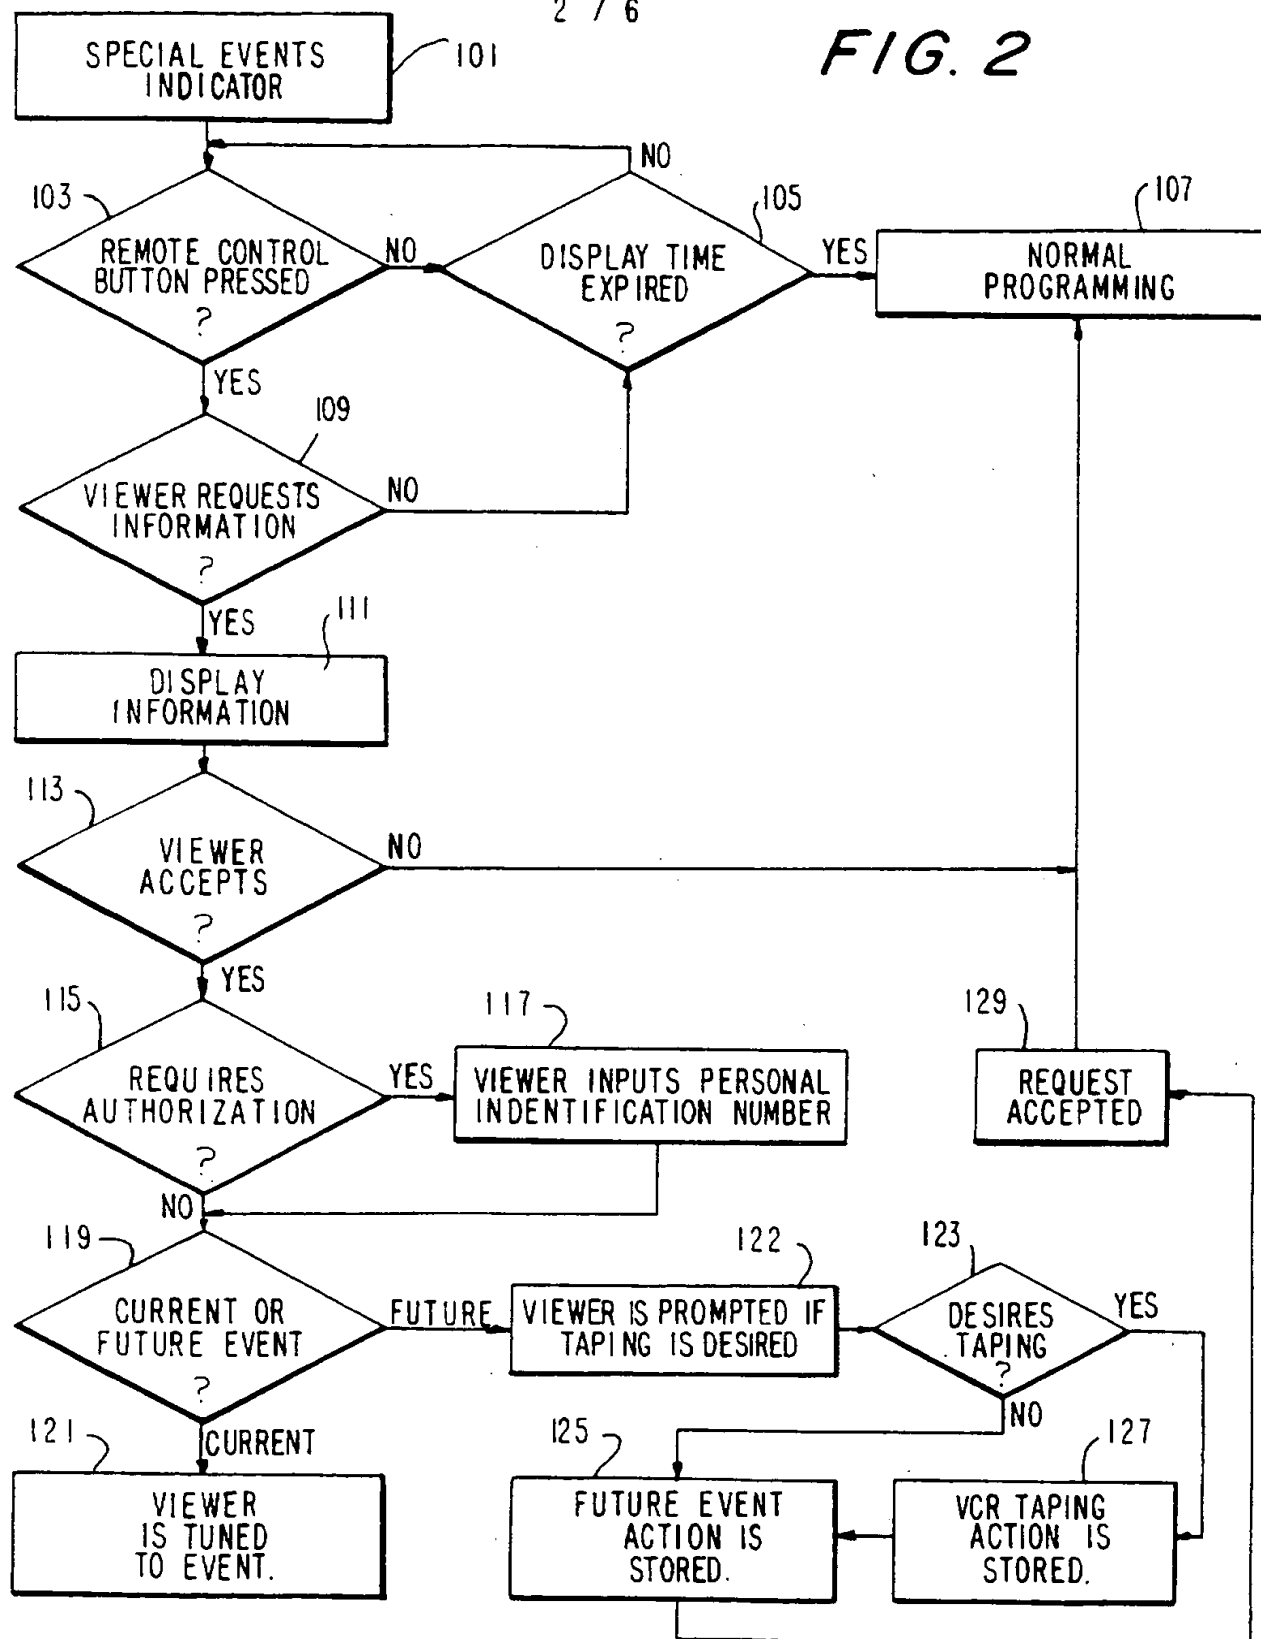 2 / 6
FIG. 2
SPECIAL EVENTS
INDICATOR
101
NO
103
REMOTE CONTROL
BUTTON PRESSED
?
NO
105
DISPLAY TIME
EXPIRED
?
YES
107
NORMAL
PROGRAMMING
YES
109
VIEWER REQUESTS
INFORMATION
?
NO
YES
111
DISPLAY
INFORMATION
113
VIEWER
ACCEPTS
?
NO
YES
115
REQUIRES
AUTHORIZATION
?
YES
117
VIEWER INPUTS PERSONAL
INDENTIFICATION NUMBER
129
REQUEST
ACCEPTED
NO
119
CURRENT OR
FUTURE EVENT
?
FUTURE
122
VIEWER IS PROMPTED IF
TAPING IS DESIRED
123
DESIRES
TAPING
?
YES
NO
CURRENT
121
VIEWER
IS TUNED
TO EVENT.
125
FUTURE EVENT
ACTION IS
STORED.
127
VCR TAPING
ACTION IS
STORED.